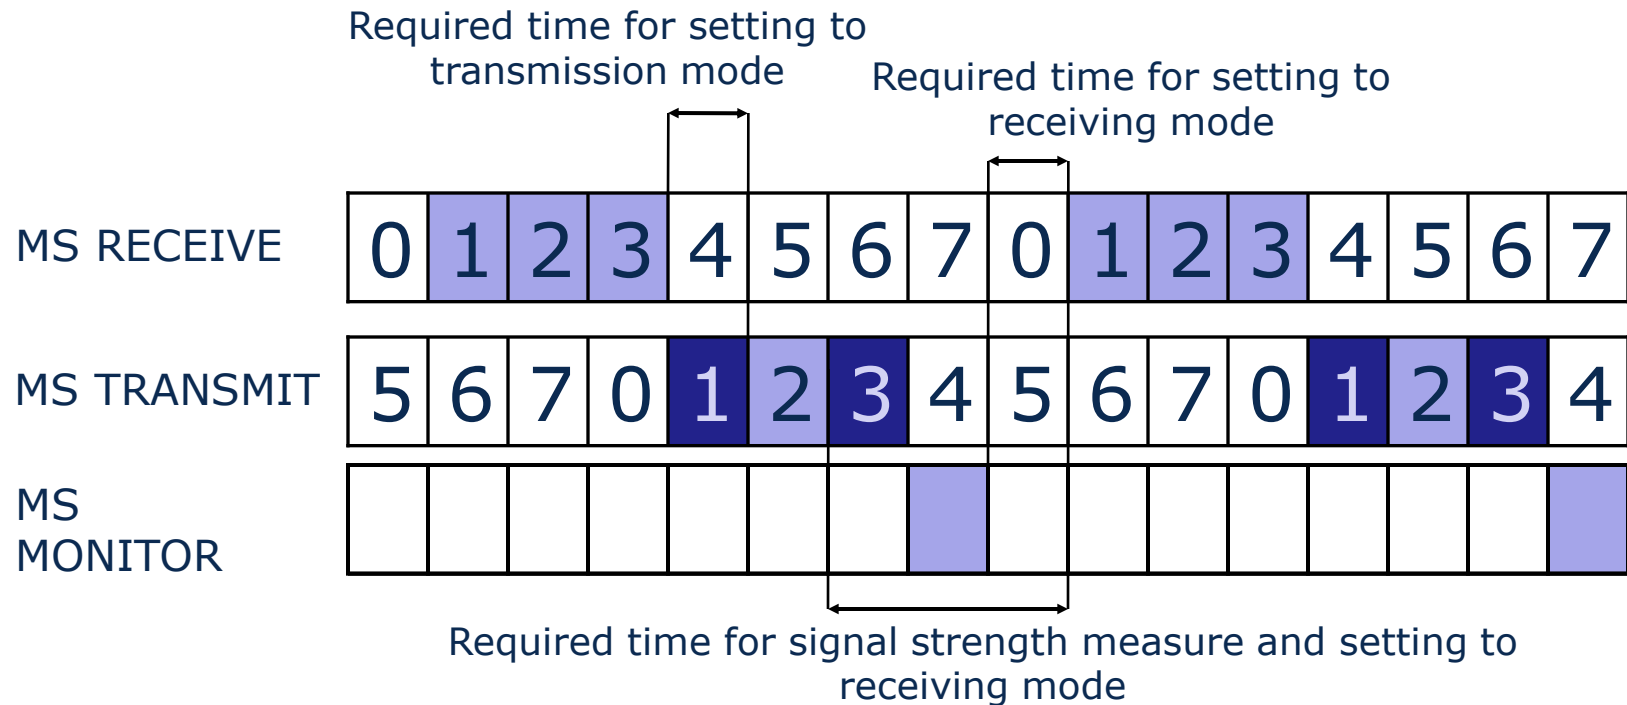 Required time for setting to
transmission mode
Required time for setting to
receiving mode
MS RECEIVE 0 1 2 3 4 5 6 7 0 1 2 3 4 5 6 7
MS TRANSMIT 5 6 7 0 1 2 3 4 5 6 7 0 1 2 3 4
MS
MONITOR
Required time for signal strength measure and setting to
receiving mode